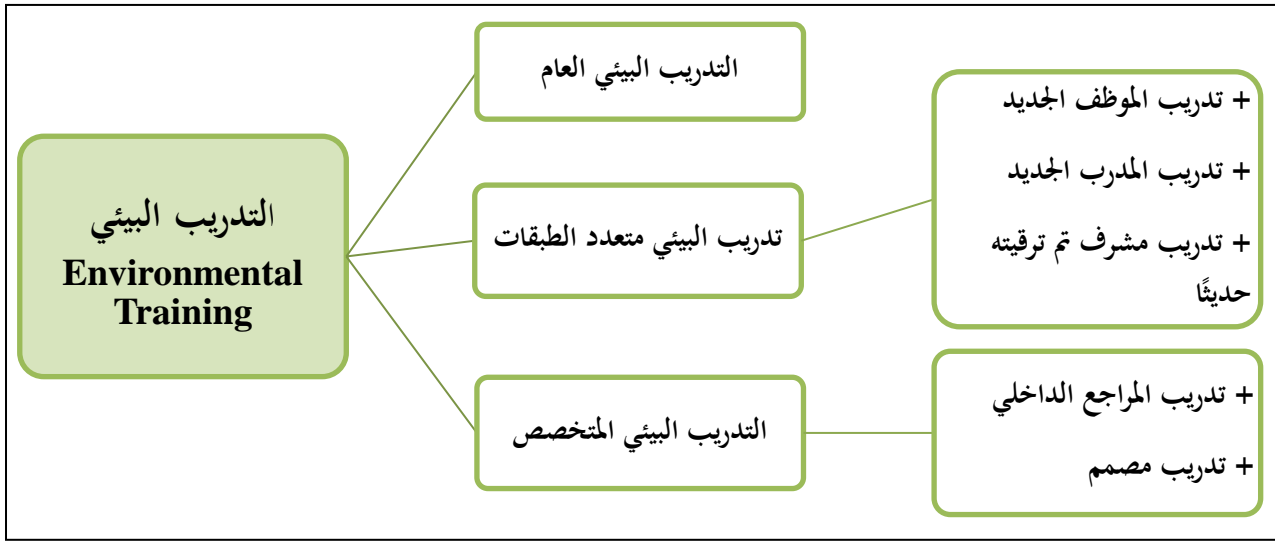 التدريب البيئي
Environmental
Training
التدريب البيئي العام
تدريب البيئي متعدد الطبقات
التدريب البيئي المتخصص
+ تدريب الموظف الجديد
+ تدريب المدرب الجديد
+ تدريب مشرف تم ترقيته
حديثًا
+ تدريب المراجع الداخلي
+ تدريب مصمم